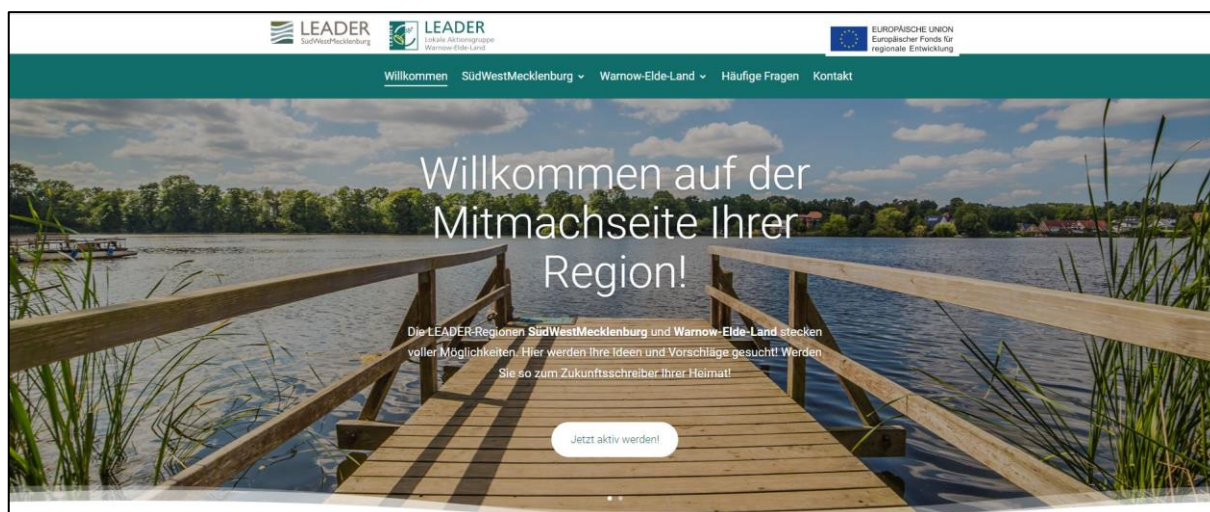 LEADER
SüdWestMecklenburg
LEADER
Lokale Aktionsgruppe
Warnow-Elde-Land
EUROPÄISCHE UNION
Europäischer Fonds für
regionale Entwicklung
Willkommen SüdWestMecklenburg Warnow-Elde-Land Häufige Fragen Kontakt
Willkommen auf der
Mitmachseite Ihrer
Region!
Die LEADER-Regionen SüdWestMecklenburg und Warnow-Elde-Land stecken
voller Möglichkeiten. Hier werden Ihre Ideen und Vorschläge gesucht! Werden
Sie so zum Zukunftsschreiber Ihrer Heimat!
Jetzt aktiv werden!